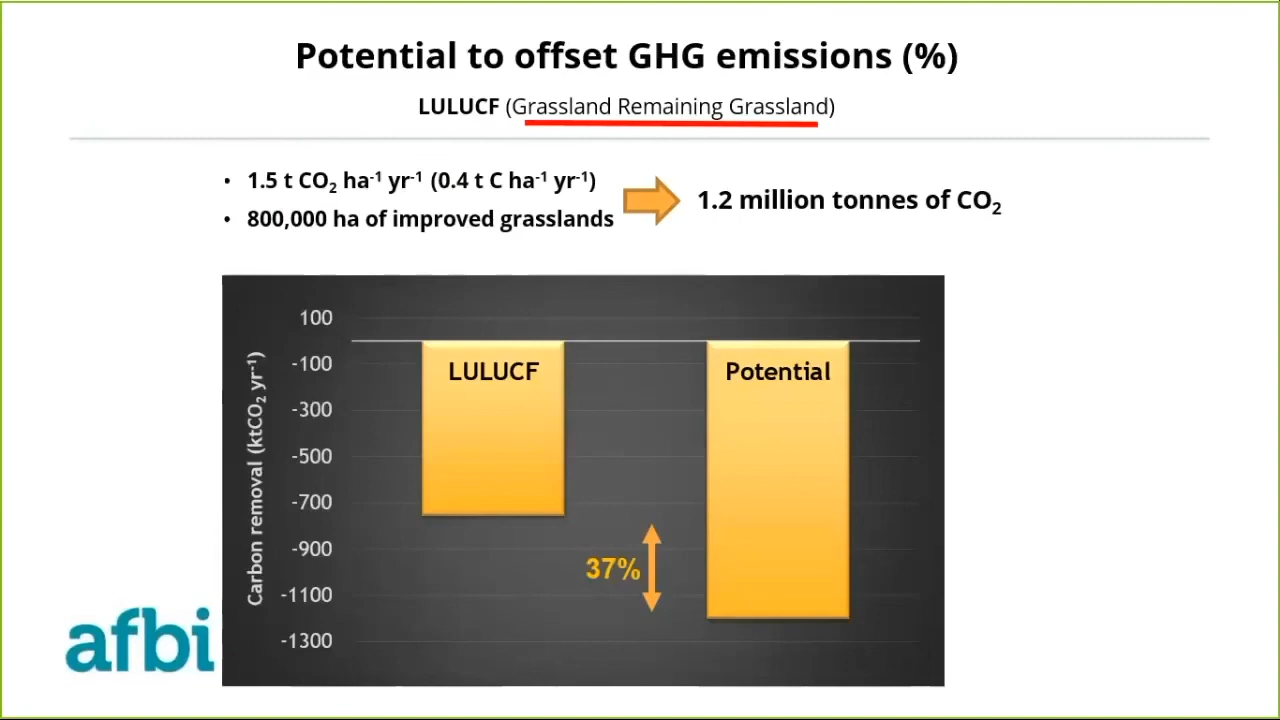 Potential to offset GHG emissions (%)
LULUCF (Grassland Remaining Grassland)
• 1.5 t CO₂ ha⁻¹ yr⁻¹ (0.4 t C ha⁻¹ yr⁻¹)
• 800,000 ha of improved grasslands
1.2 million tonnes of CO₂
Carbon removal (ktCO₂ yr⁻¹)
100
-100
-300
-500
-700
-900
-1100
-1300
LULUCF
Potential
37%
afbi